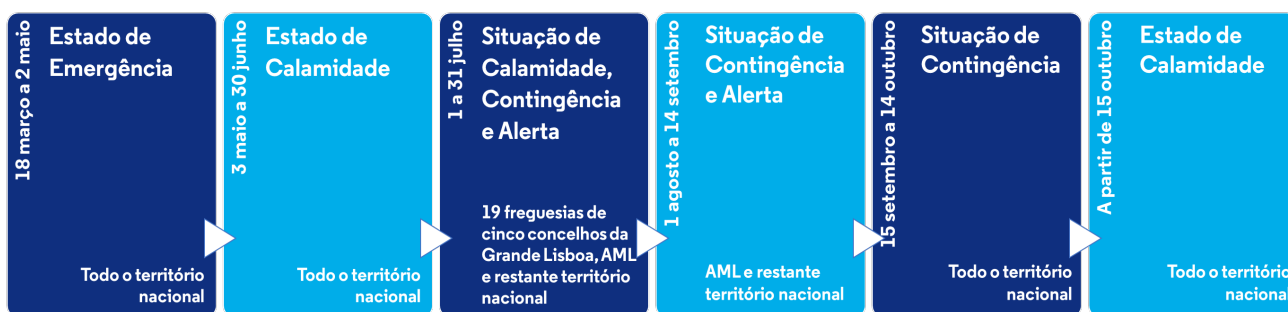 18 março a 2 maio
Estado de
Emergência
Todo o território
nacional
3 maio a 30 junho
Estado de
Calamidade
Todo o território
nacional
1 a 31 julho
Situação de
Calamidade,
Contingência
e Alerta
19 freguesias de
cinco concelhos da
Grande Lisboa, AML
e restante território
nacional
1 agosto a 14 setembro
Situação de
Contingência
e Alerta
AML e restante
território nacional
15 setembro a 14 outubro
Situação de
Contingência
Todo o território
nacional
A partir de 15 outubro
Estado de
Calamidade
Todo o território
nacional